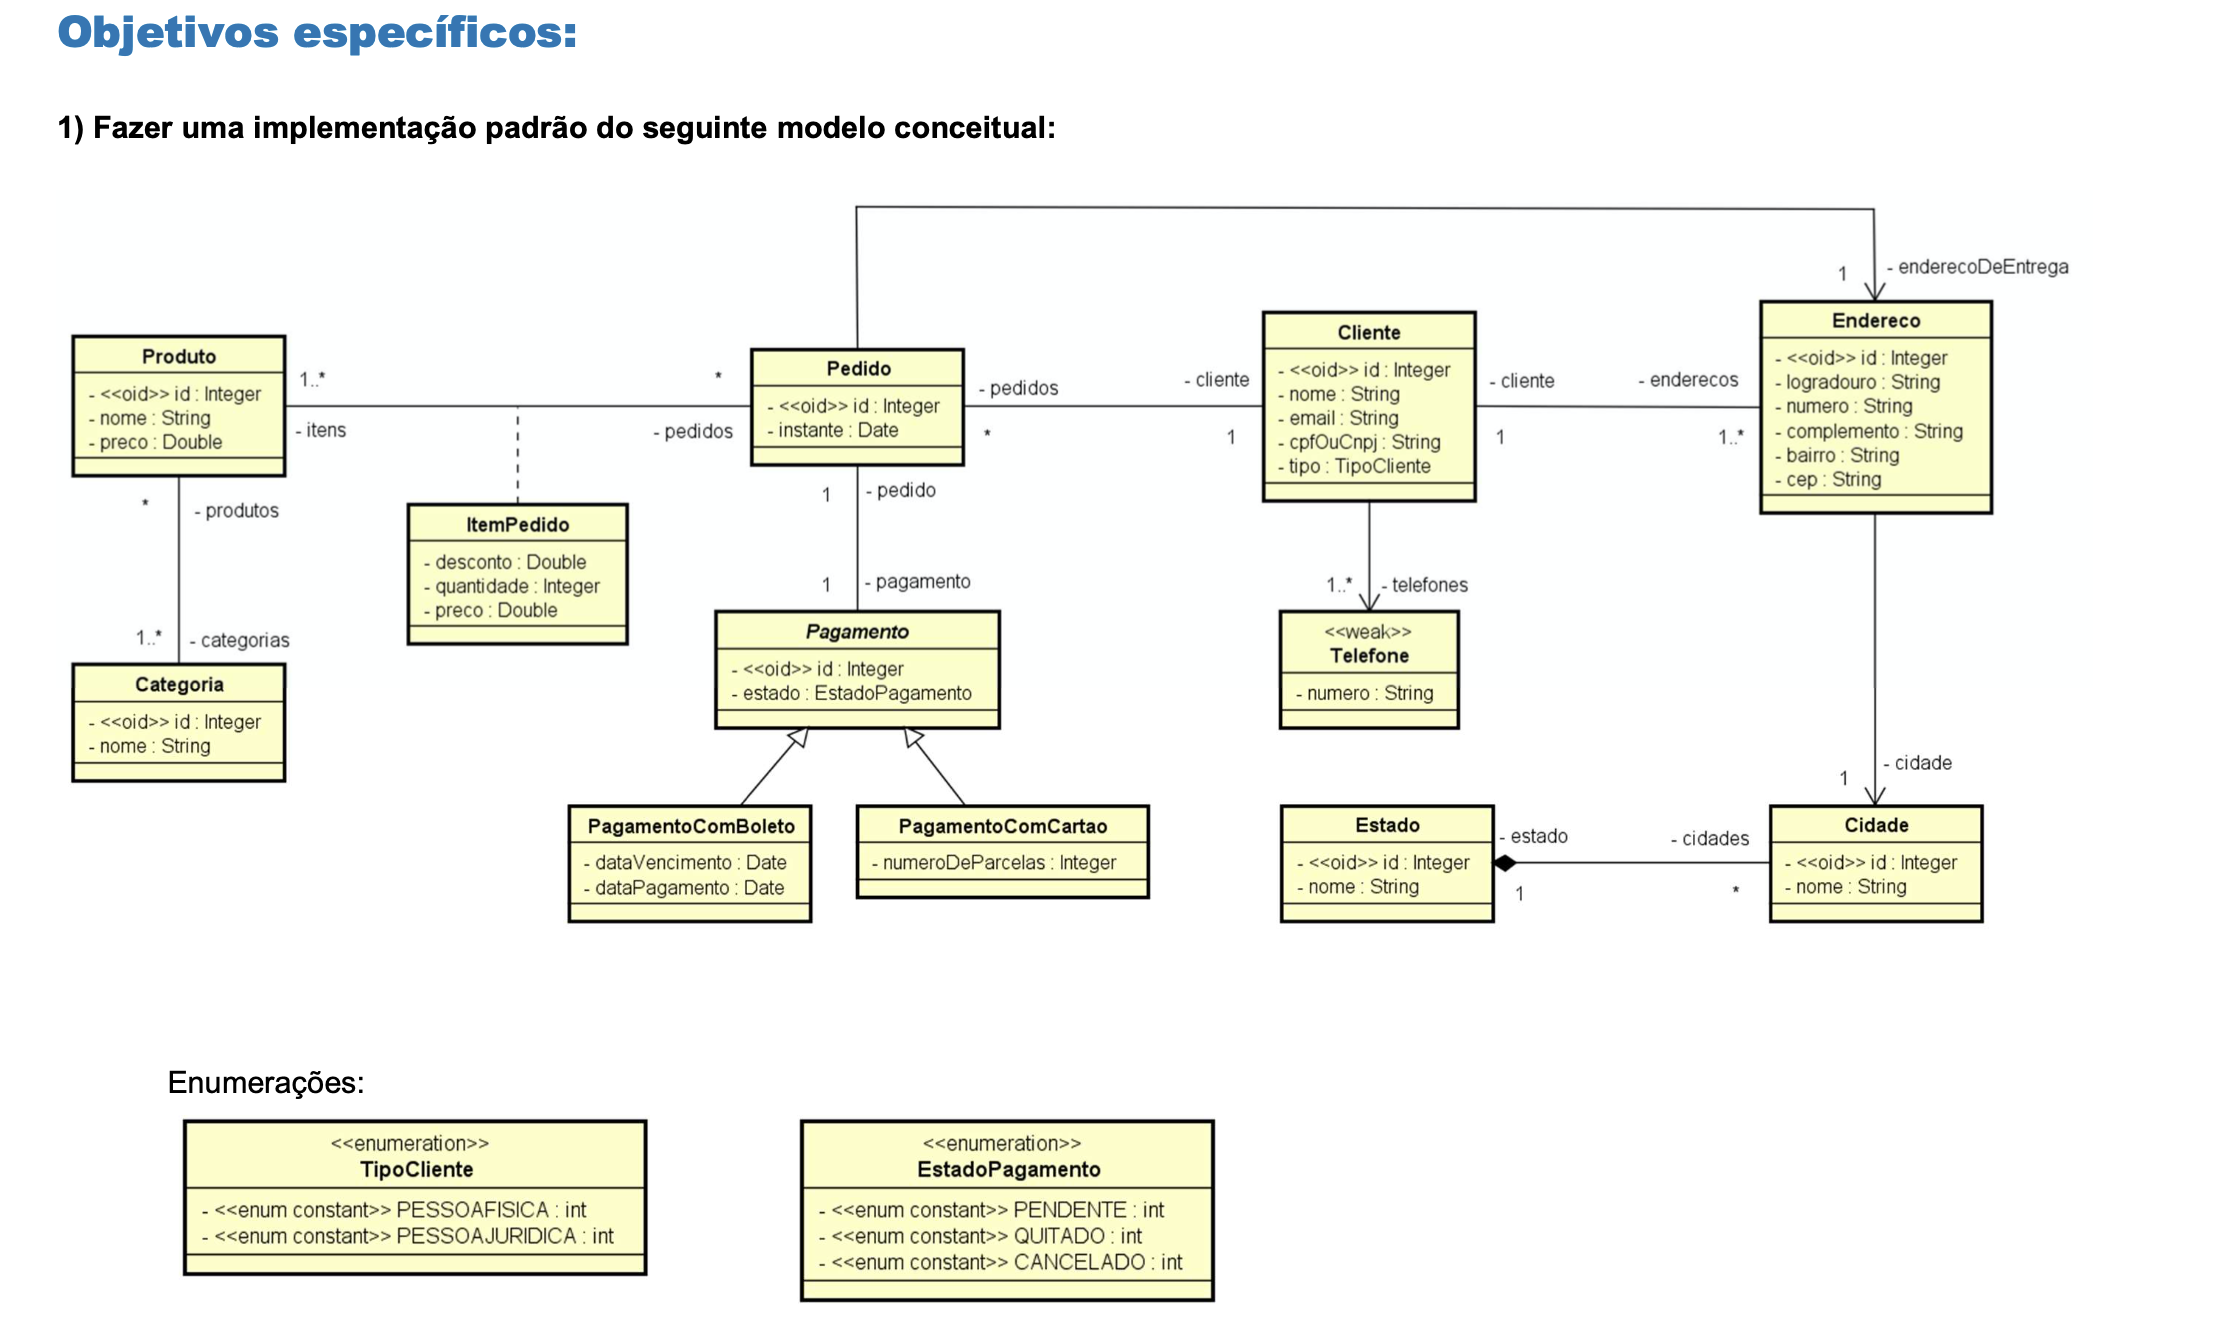 Objetivos específicos:
1) Fazer uma implementação padrão do seguinte modelo conceitual:
1
- enderecoDeEntrega
Produto
- <<oid>> id : Integer
- nome : String
- preco : Double
1..*
- itens
*
- pedidos
Pedido
- <<oid>> id : Integer
- instante : Date
- pedidos
*
- cliente
1
Cliente
- <<oid>> id : Integer
- nome : String
- email : String
- cpfOuCnpj : String
- tipo : TipoCliente
- cliente
1
- enderecos
1..*
Endereco
- <<oid>> id : Integer
- logradouro : String
- numero : String
- complemento : String
- bairro : String
- cep : String
*
- produtos
1..*
- categorias
Categoria
- <<oid>> id : Integer
- nome : String
ItemPedido
- desconto : Double
- quantidade : Integer
- preco : Double
1
- pedido
1
- pagamento
Pagamento
- <<oid>> id : Integer
- estado : EstadoPagamento
1..*
- telefones
<<weak>>
Telefone
- numero : String
1
- cidade
PagamentoComBoleto
- dataVencimento : Date
- dataPagamento : Date
PagamentoComCartao
- numeroDeParcelas : Integer
Estado
- <<oid>> id : Integer
- nome : String
- estado
1
- cidades
*
Cidade
- <<oid>> id : Integer
- nome : String
Enumerações:
<<enumeration>>
TipoCliente
- <<enum constant>> PESSOAFISICA : int
- <<enum constant>> PESSOAJURIDICA : int
<<enumeration>>
EstadoPagamento
- <<enum constant>> PENDENTE : int
- <<enum constant>> QUITADO : int
- <<enum constant>> CANCELADO : int